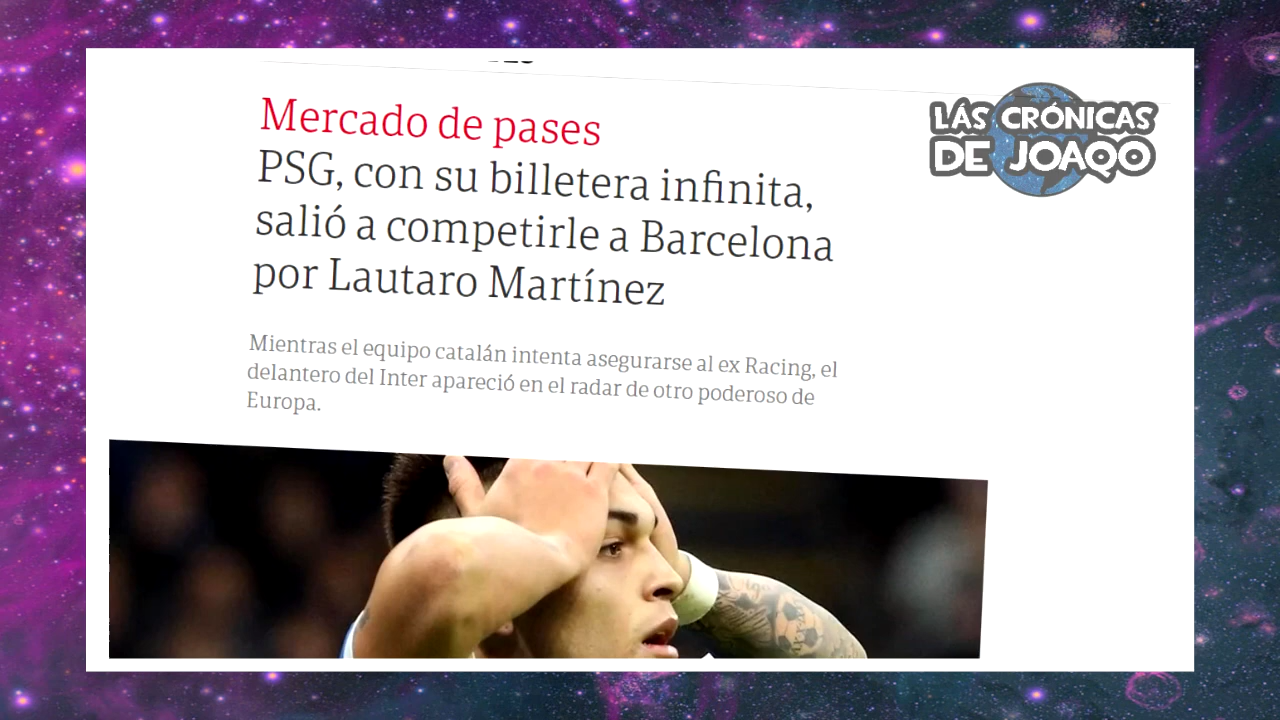 LÁS CRÓNICAS
DE JOAQO
Mercado de pases
PSG, con su billetera infinita,
salió a competirle a Barcelona
por Lautaro Martínez
Mientras el equipo catalán intenta asegurarse al ex Racing, el
delantero del Inter apareció en el radar de otro poderoso de
Europa.